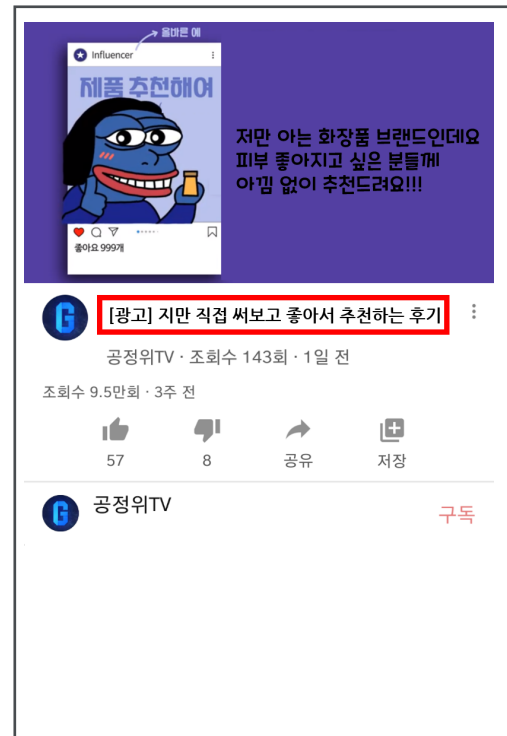 올바른 예
Influencer
제품 추천해여
저만 아는 화장품 브랜드인데요
피부 좋아지고 싶은 분들께
아낌 없이 추천드려요!!!
좋아요 999개
[광고] 지만 직접 써보고 좋아서 추천하는 후기
공정위TV · 조회수 143회 · 1일 전
조회수 9.5만회 · 3주 전
57 8 공유 저장
공정위TV
구독